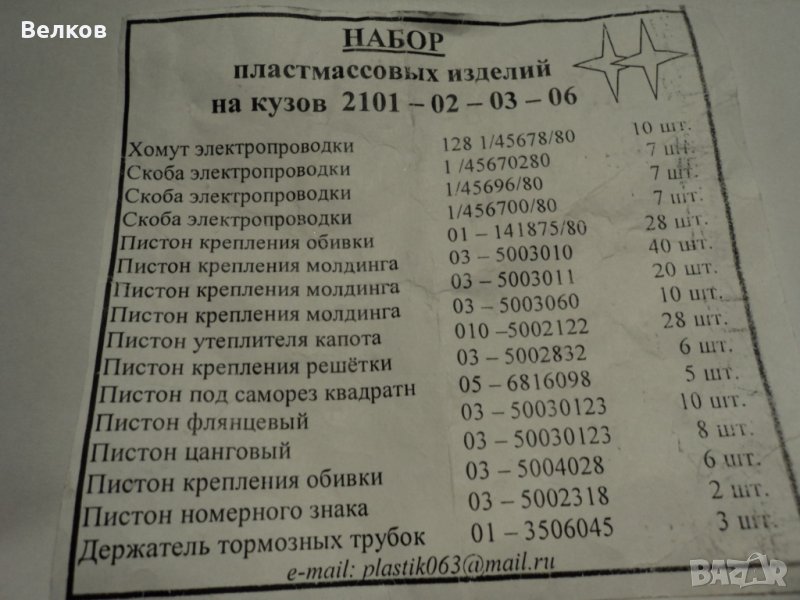 Велков
НАБОР
пластмассовых изделий
на кузов 2101 – 02 – 03 – 06
Хомут электропроводки 128 1/45678/80 10 шт.
Скоба электропроводки 1 /45670280 7 шт.
Скоба электропроводки 1/45696/80 7 шт.
Скоба электропроводки 1/456700/80 7 шт.
Пистон крепления обивки 01 – 141875/80 28 шт.
Пистон крепления молдинга 03 – 5003010 40 шт.
Пистон крепления молдинга 03 – 5003011 20 шт.
Пистон крепления молдинга 03 – 5003060 10 шт.
Пистон утеплителя капота 010 –5002122 28 шт.
Пистон крепления решётки 03 – 5002832 6 шт.
Пистон под саморез квадратн 05 – 6816098 5 шт.
Пистон флянцевый 03 – 50030123 10 шт.
Пистон цанговый 03 – 50030123 8 шт.
Пистон крепления обивки 03 – 5004028 6 шт.
Пистон номерного знака 03 – 5002318 2 шт.
Держатель тормозных трубок 01 – 3506045 3 шт.
e-mail: plastik063@mail.ru
BAZAR